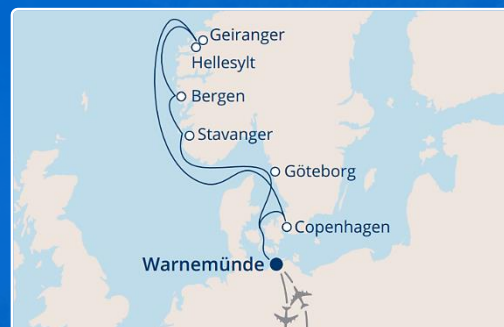 Geiranger
Hellesylt
Bergen
Stavanger
Göteborg
Copenhagen
Warnemünde